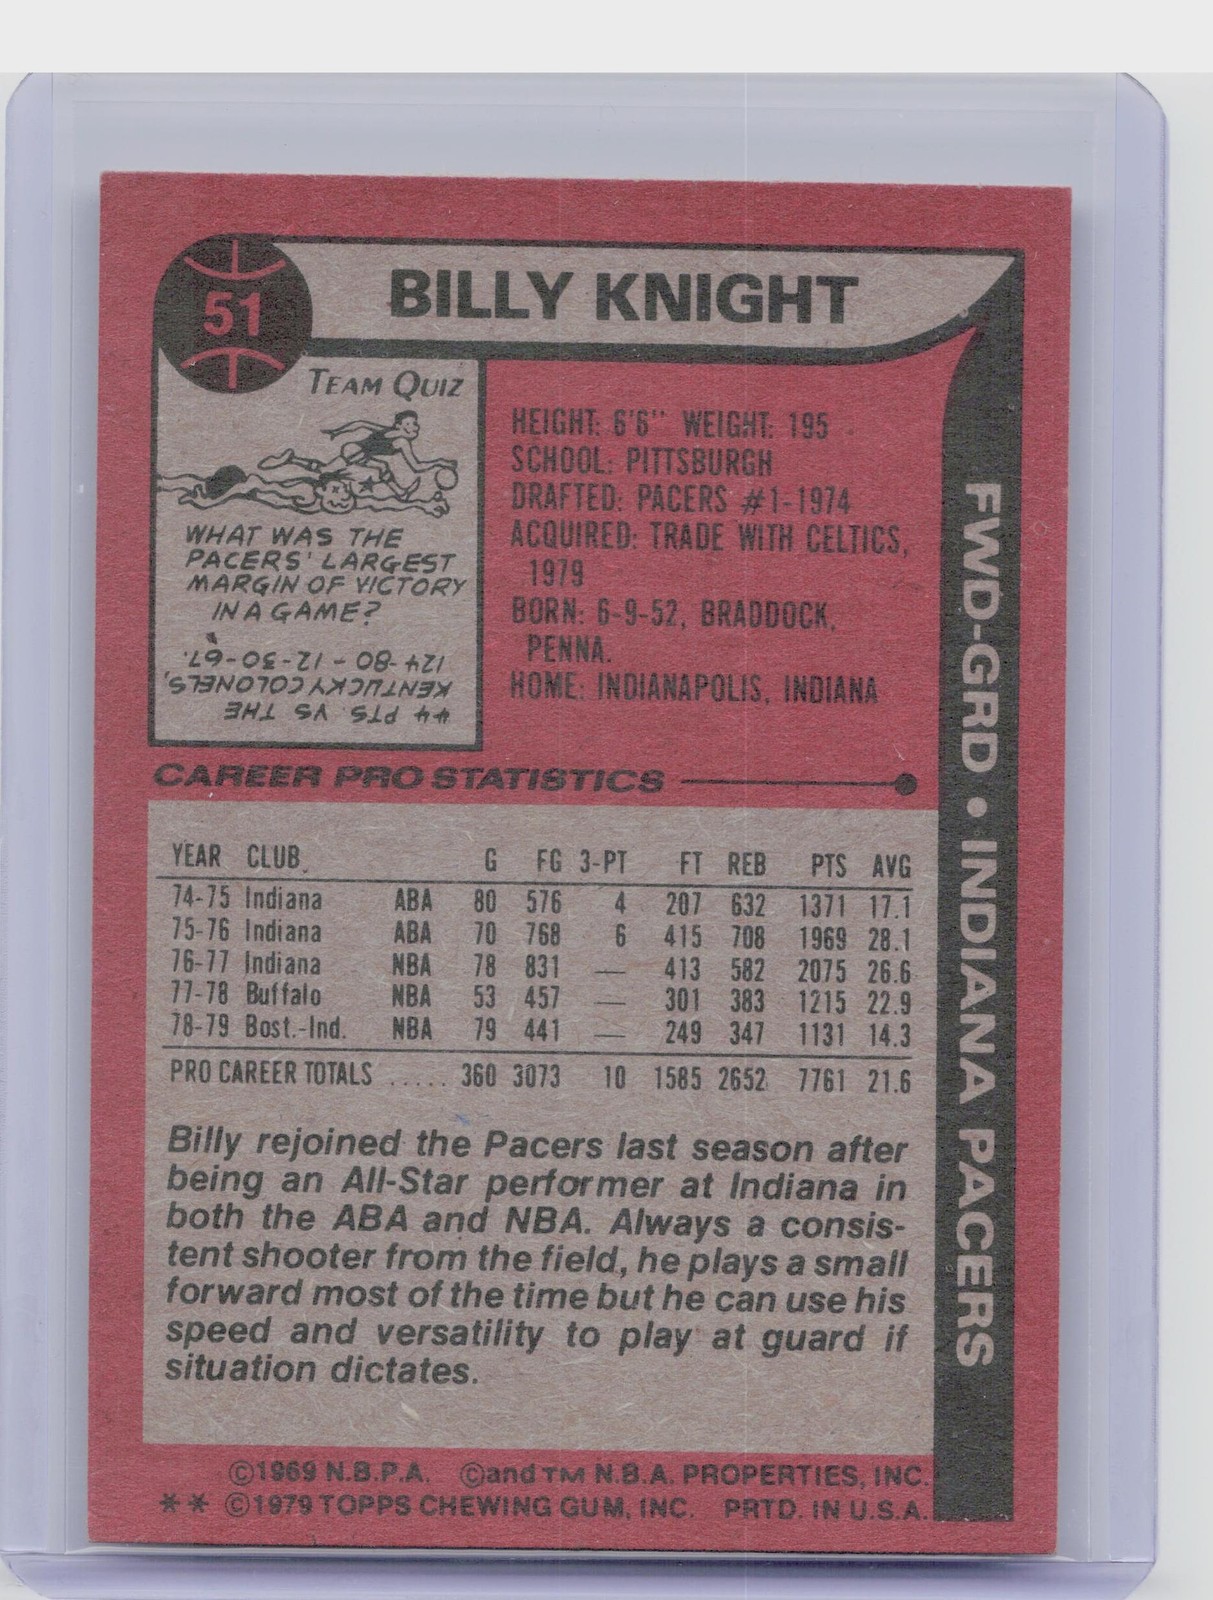 51
BILLY KNIGHT
TEAM QUIZ
WHAT WAS THE
PACERS' LARGEST
MARGIN OF VICTORY
IN A GAME?
44 PTS VS THE
KENTUCKY COLONELS,
124-80-12-30-67.
HEIGHT: 6'6" WEIGHT: 195
SCHOOL: PITTSBURGH
DRAFTED: PACERS #1-1974
ACQUIRED: TRADE WITH CELTICS,
1979
BORN: 6-9-52, BRADDOCK,
PENNA.
HOME: INDIANAPOLIS, INDIANA
FWD-GRD • INDIANA PACERS
CAREER PRO STATISTICS
YEAR CLUB G FG 3-PT FT REB PTS AVG
74-75 Indiana ABA 80 576 4 207 632 1371 17.1
75-76 Indiana ABA 70 768 6 415 708 1969 28.1
76-77 Indiana NBA 78 831 — 413 582 2075 26.6
77-78 Buffalo NBA 53 457 — 301 383 1215 22.9
78-79 Bost.-Ind. NBA 79 441 — 249 347 1131 14.3
PRO CAREER TOTALS ..... 360 3073 10 1585 2652 7761 21.6
Billy rejoined the Pacers last season after
being an All-Star performer at Indiana in
both the ABA and NBA. Always a consis-
tent shooter from the field, he plays a small
forward most of the time but he can use his
speed and versatility to play at guard if
situation dictates.
©1969 N.B.P.A. ©and TM N.B.A. PROPERTIES, INC.
** ©1979 TOPPS CHEWING GUM, INC. PRTD. IN U.S.A.